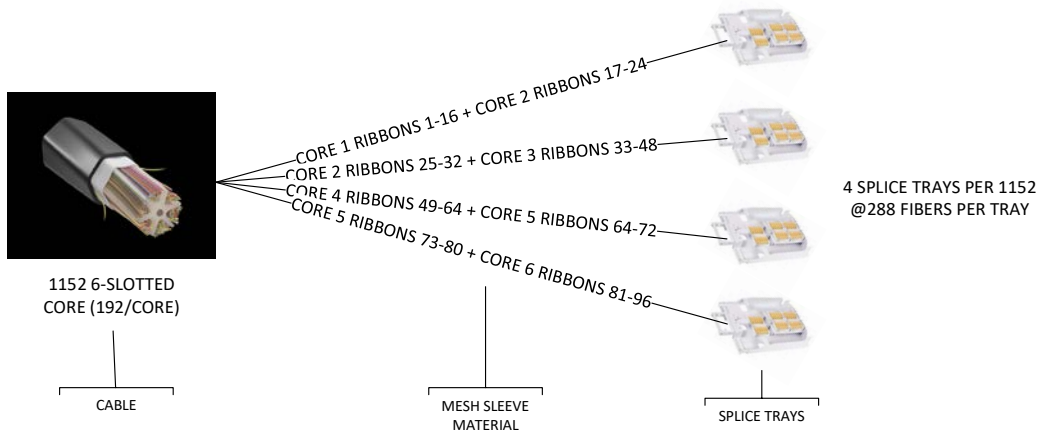 CORE 1 RIBBONS 1-16 + CORE 2 RIBBONS 17-24
CORE 2 RIBBONS 25-32 + CORE 3 RIBBONS 33-48
CORE 4 RIBBONS 49-64 + CORE 5 RIBBONS 64-72
CORE 5 RIBBONS 73-80 + CORE 6 RIBBONS 81-96
4 SPLICE TRAYS PER 1152
@288 FIBERS PER TRAY
1152 6-SLOTTED
CORE (192/CORE)
CABLE
MESH SLEEVE
MATERIAL
SPLICE TRAYS